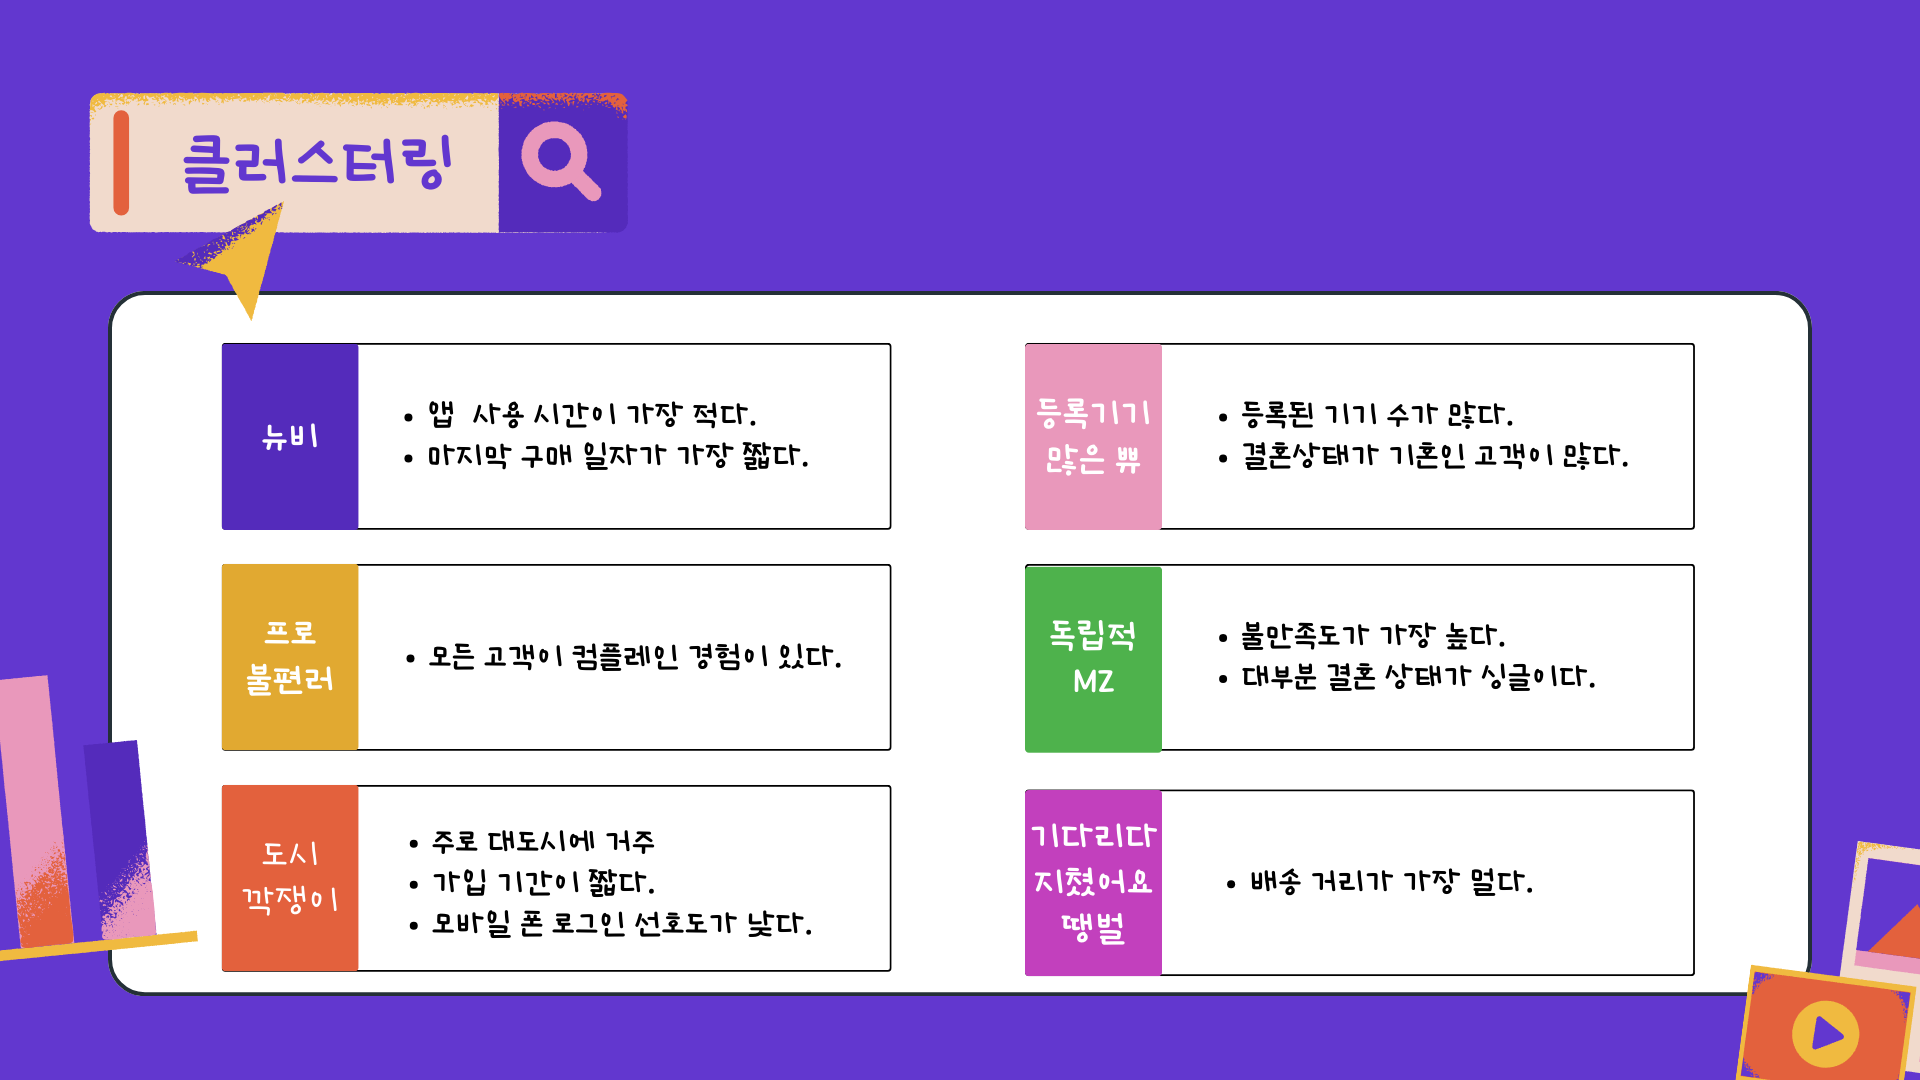 클러스터링
뉴비
• 앱 사용 시간이 가장 적다.
• 마지막 구매 일자가 가장 짧다.
프로
불편러
• 모든 고객이 컴플레인 경험이 있다.
도시
깍쟁이
• 주로 대도시에 거주
• 가입 기간이 짧다.
• 모바일 폰 로그인 선호도가 낮다.
등록기기
많은 쀼
• 등록된 기기 수가 많다.
• 결혼상태가 기혼인 고객이 많다.
독립적
MZ
• 불만족도가 가장 높다.
• 대부분 결혼 상태가 싱글이다.
기다리다
지쳤어요
땡벌
• 배송 거리가 가장 멀다.